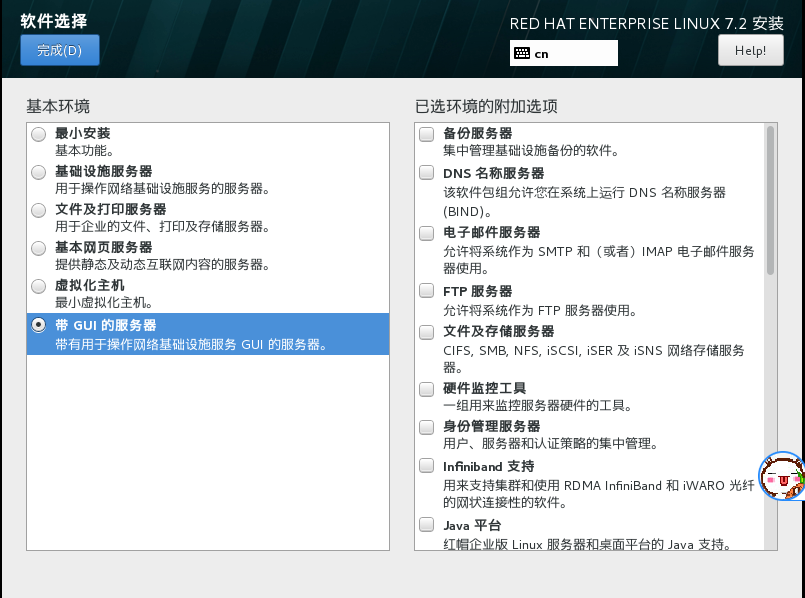 软件选择
完成(D)
RED HAT ENTERPRISE LINUX 7.2 安装
cn
Help!
基本环境
最小安装
基本功能。
基础设施服务器
用于操作网络基础设施服务的服务器。
文件及打印服务器
用于企业的文件、打印及存储服务器。
基本网页服务器
提供静态及动态互联网内容的服务器。
虚拟化主机
最小虚拟化主机。
带 GUI 的服务器
带有用于操作网络基础设施服务 GUI 的服务器。
已选环境的附加选项
备份服务器
集中管理基础设施备份的软件。
DNS 名称服务器
该软件包组允许您在系统上运行 DNS 名称服务器
(BIND)。
电子邮件服务器
允许将系统作为 SMTP 和（或者）IMAP 电子邮件服务
器使用。
FTP 服务器
允许将系统作为 FTP 服务器使用。
文件及存储服务器
CIFS, SMB, NFS, iSCSI, iSER 及 iSNS 网络存储服务
器。
硬件监控工具
一组用来监控服务器硬件的工具。
身份管理服务器
用户、服务器和认证策略的集中管理。
Infiniband 支持
用来支持集群和使用 RDMA InfiniBand 和 iWARO 光纤
的网状连接性的软件。
Java 平台
红帽企业版 Linux 服务器和桌面平台的 Java 支持。